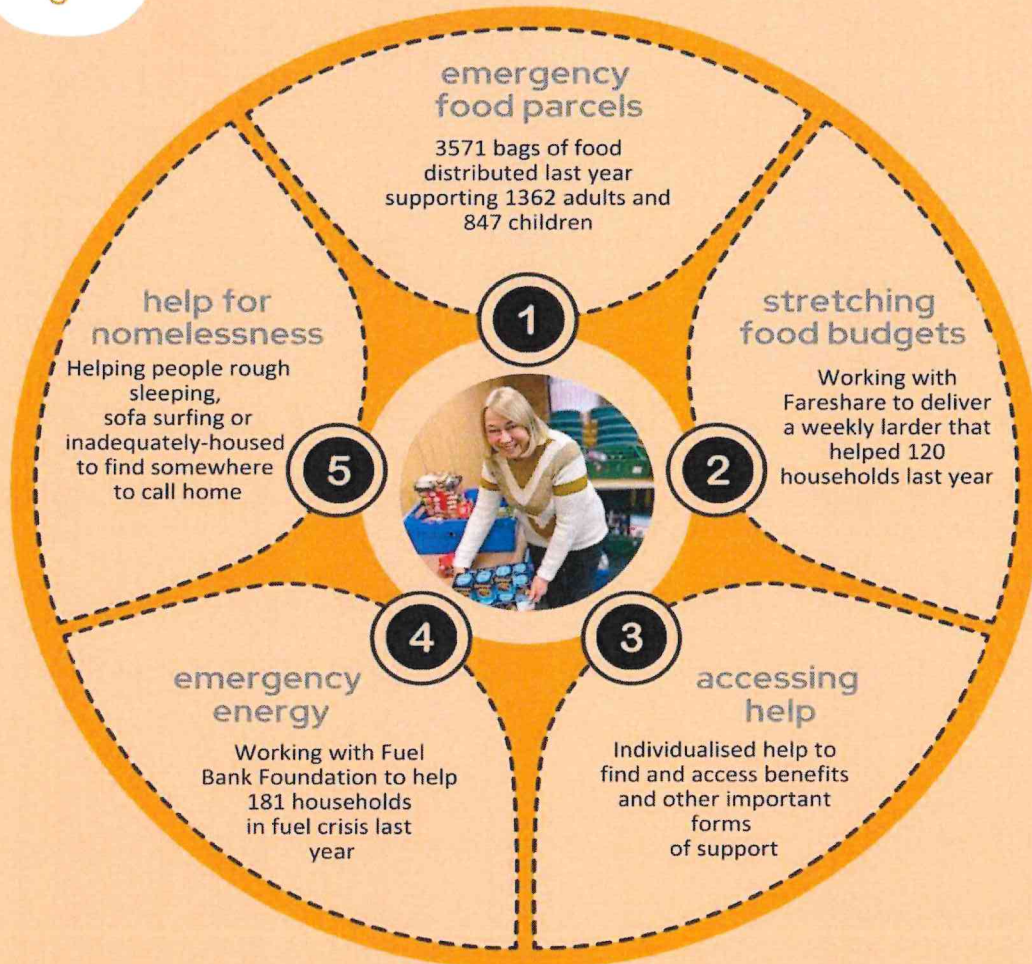 emergency
food parcels
3571 bags of food
distributed last year
supporting 1362 adults and
847 children
1
stretching
food budgets
Working with
Fareshare to deliver
a weekly larder that
helped 120
households last year
2
accessing
help
Individualised help to
find and access benefits
and other important
forms
of support
3
emergency
energy
Working with Fuel
Bank Foundation to help
181 households
in fuel crisis last
year
4
help for
nomelessness
Helping people rough
sleeping,
sofa surfing or
inadequately-housed
to find somewhere
to call home
5